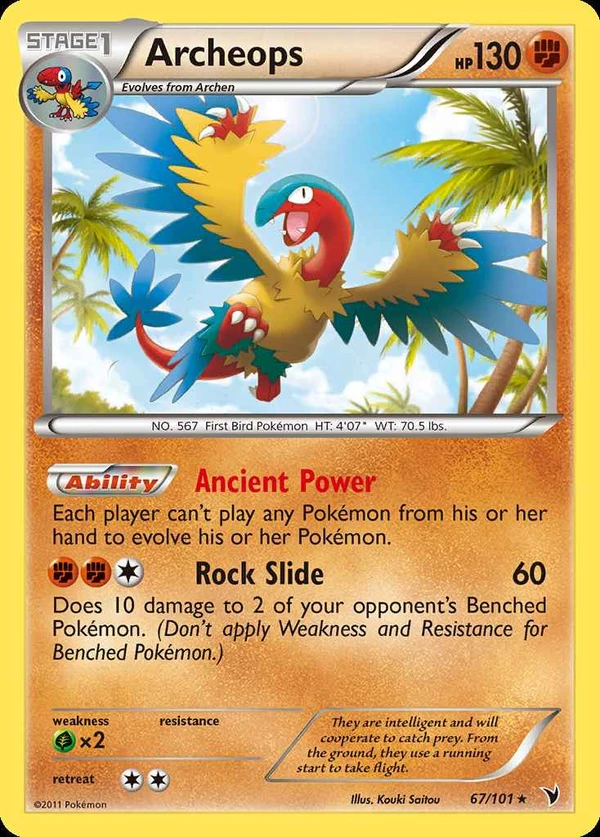 STAGE1
Archeops
HP130
Evolves from Archen
NO. 567 First Bird Pokémon HT: 4'07" WT: 70.5 lbs.
Ability Ancient Power
Each player can't play any Pokémon from his or her
hand to evolve his or her Pokémon.
Rock Slide 60
Does 10 damage to 2 of your opponent's Benched
Pokémon. (Don't apply Weakness and Resistance for
Benched Pokémon.)
weakness resistance
×2
They are intelligent and will
cooperate to catch prey. From
the ground, they use a running
start to take flight.
retreat
©2011 Pokémon
Illus. Kouki Saitou 67/101 ★